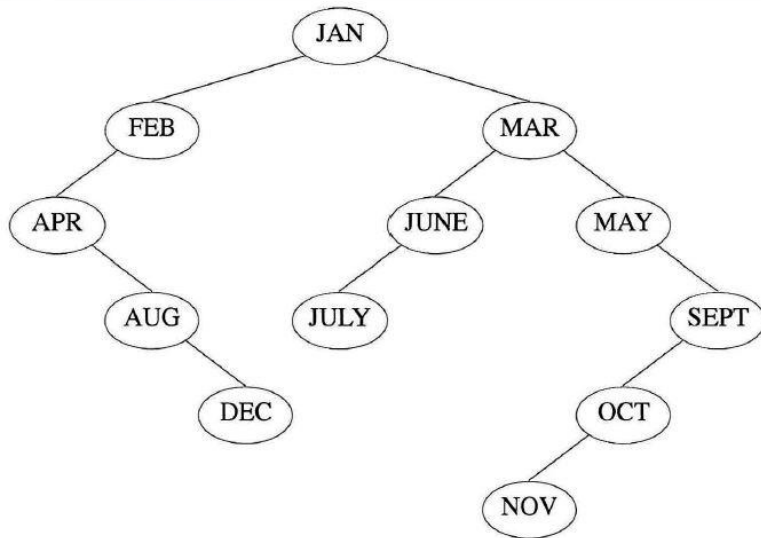 JAN
FEB MAR
APR JUNE MAY
AUG JULY SEPT
DEC OCT
NOV